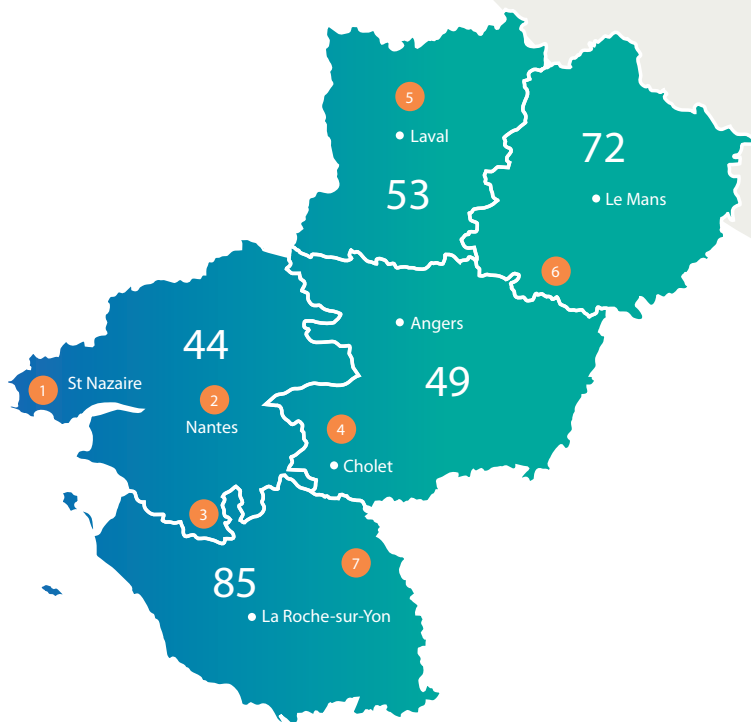 5
Laval
53
72
Le Mans
6
44
1
St Nazaire
2
Nantes
3
Angers
49
4
Cholet
7
85
La Roche-sur-Yon